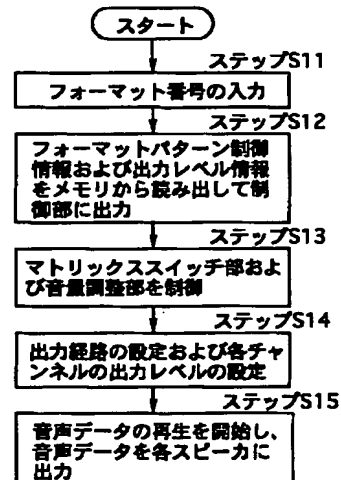 スタート
ステップS11
フォーマット番号の入力
ステップS12
フォーマットパターン制御
情報および出力レベル情報
をメモリから読み出して制
御部に出力
ステップS13
マトリックススイッチ部およ
び音量調整部を制御
ステップS14
出力経路の設定および各チャ
ンネルの出力レベルの設定
ステップS15
音声データの再生を開始し、
音声データを各スピーカに
出力